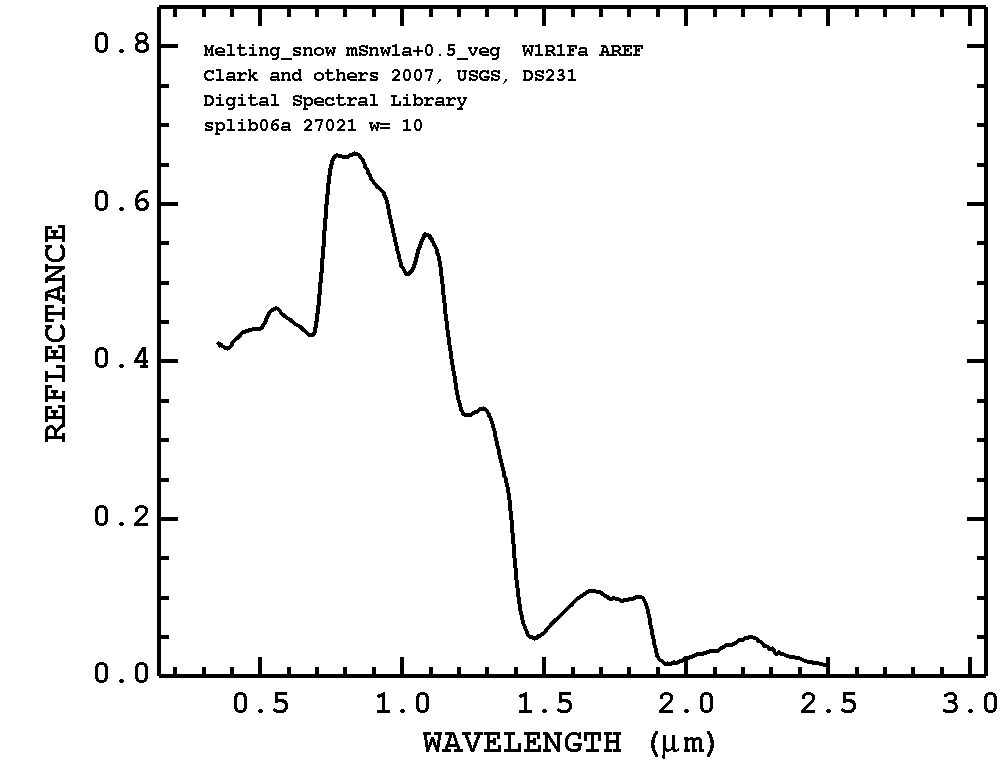 0.8
Melting_snow mSnw1a+0.5_veg W1R1Fa AREF
Clark and others 2007, USGS, DS231
Digital Spectral Library
splib06a 27021 w= 10
0.6
REFLECTANCE
0.4
0.2
0.0
0.5 1.0 1.5 2.0 2.5 3.0
WAVELENGTH (μm)